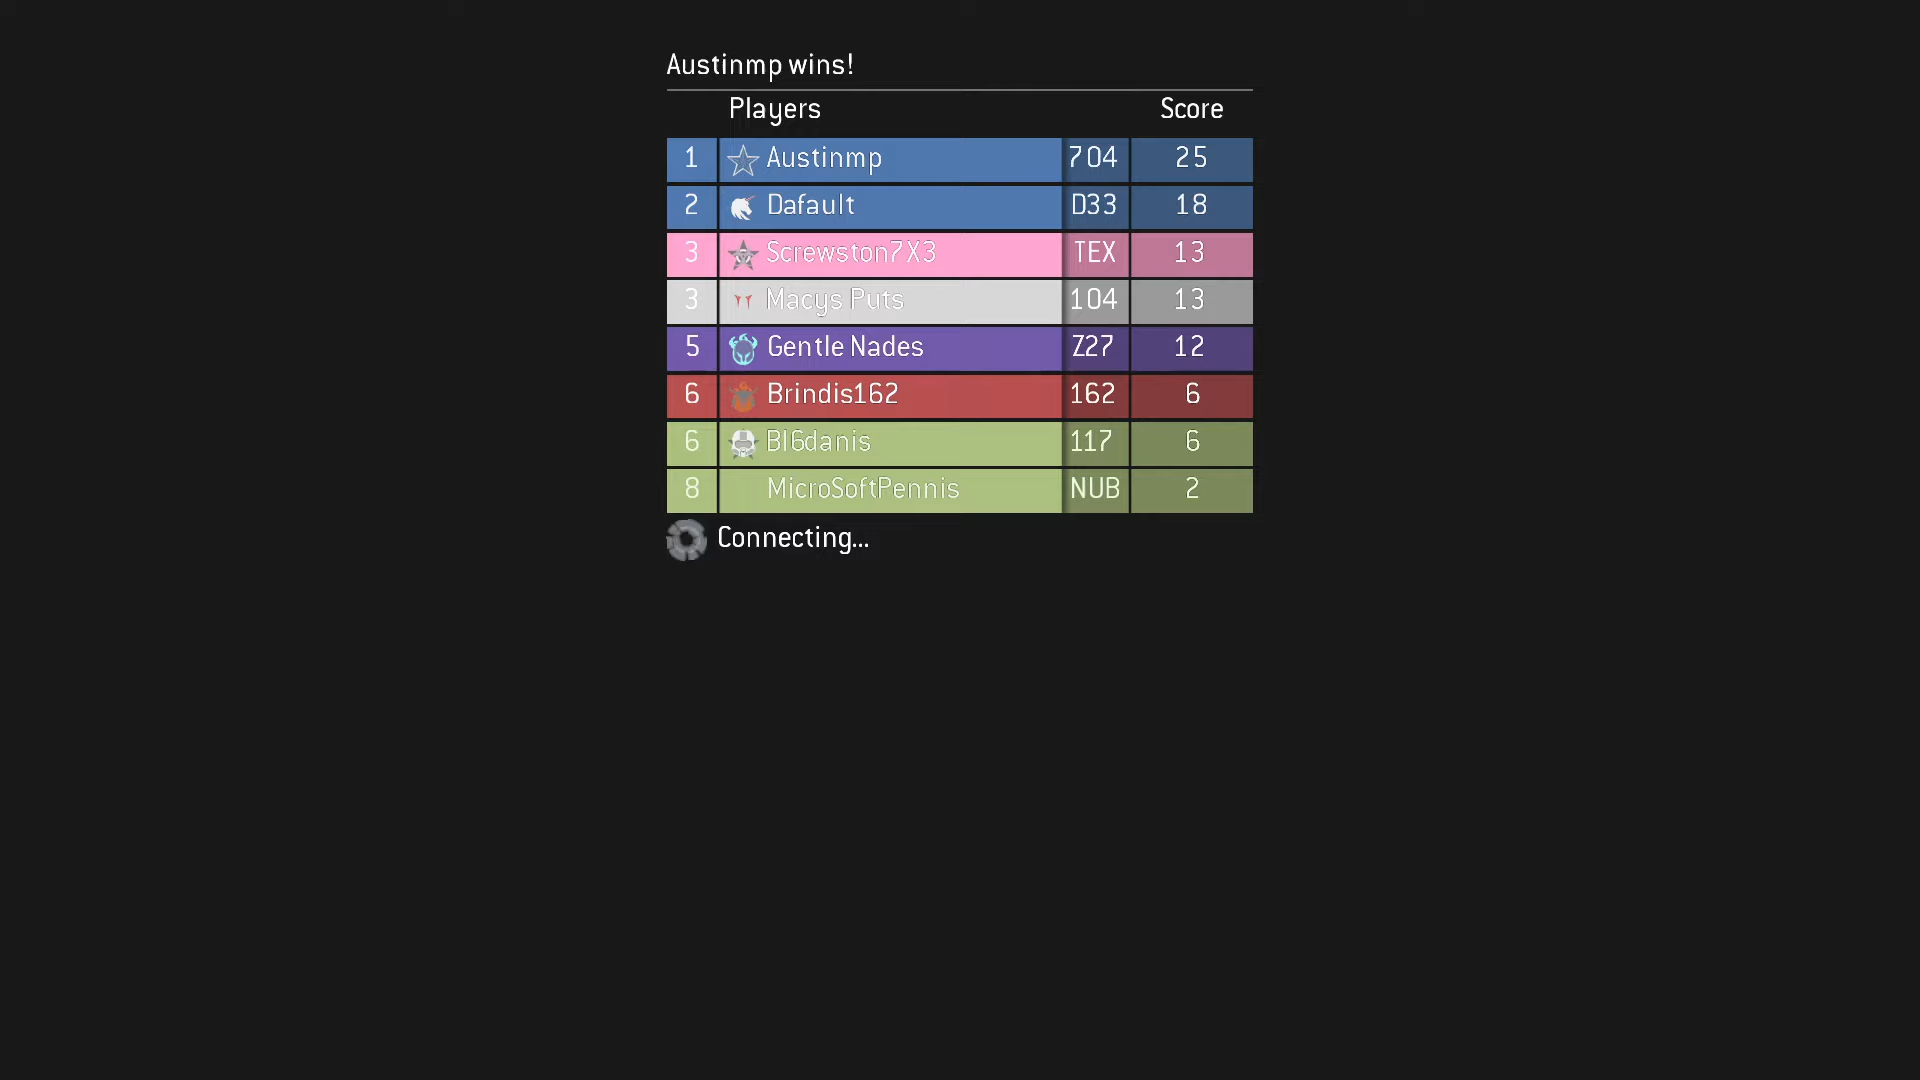 Austinmp wins!
Players Score
1 Austinmp 704 25
2 Dafault D33 18
3 Screwston7X3 TEX 13
3 Macys Puts 104 13
5 Gentle Nades Z27 12
6 Brindis162 162 6
6 BIGdanis 117 6
8 MicroSoftPennis NUB 2
Connecting...